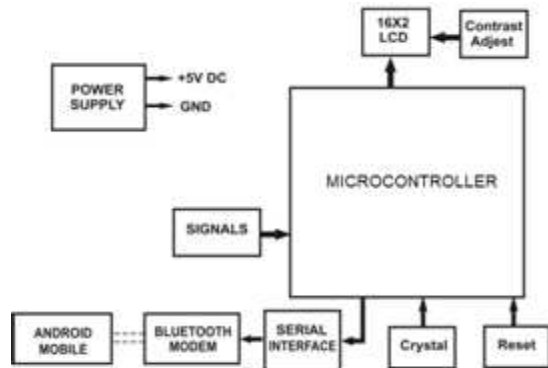 16X2
LCD
Contrast
Adjest
POWER
SUPPLY
+5V DC
GND
MICROCONTROLLER
SIGNALS
ANDROID
MOBILE
BLUETOOTH
MODEM
SERIAL
INTERFACE
Crystal
Reset